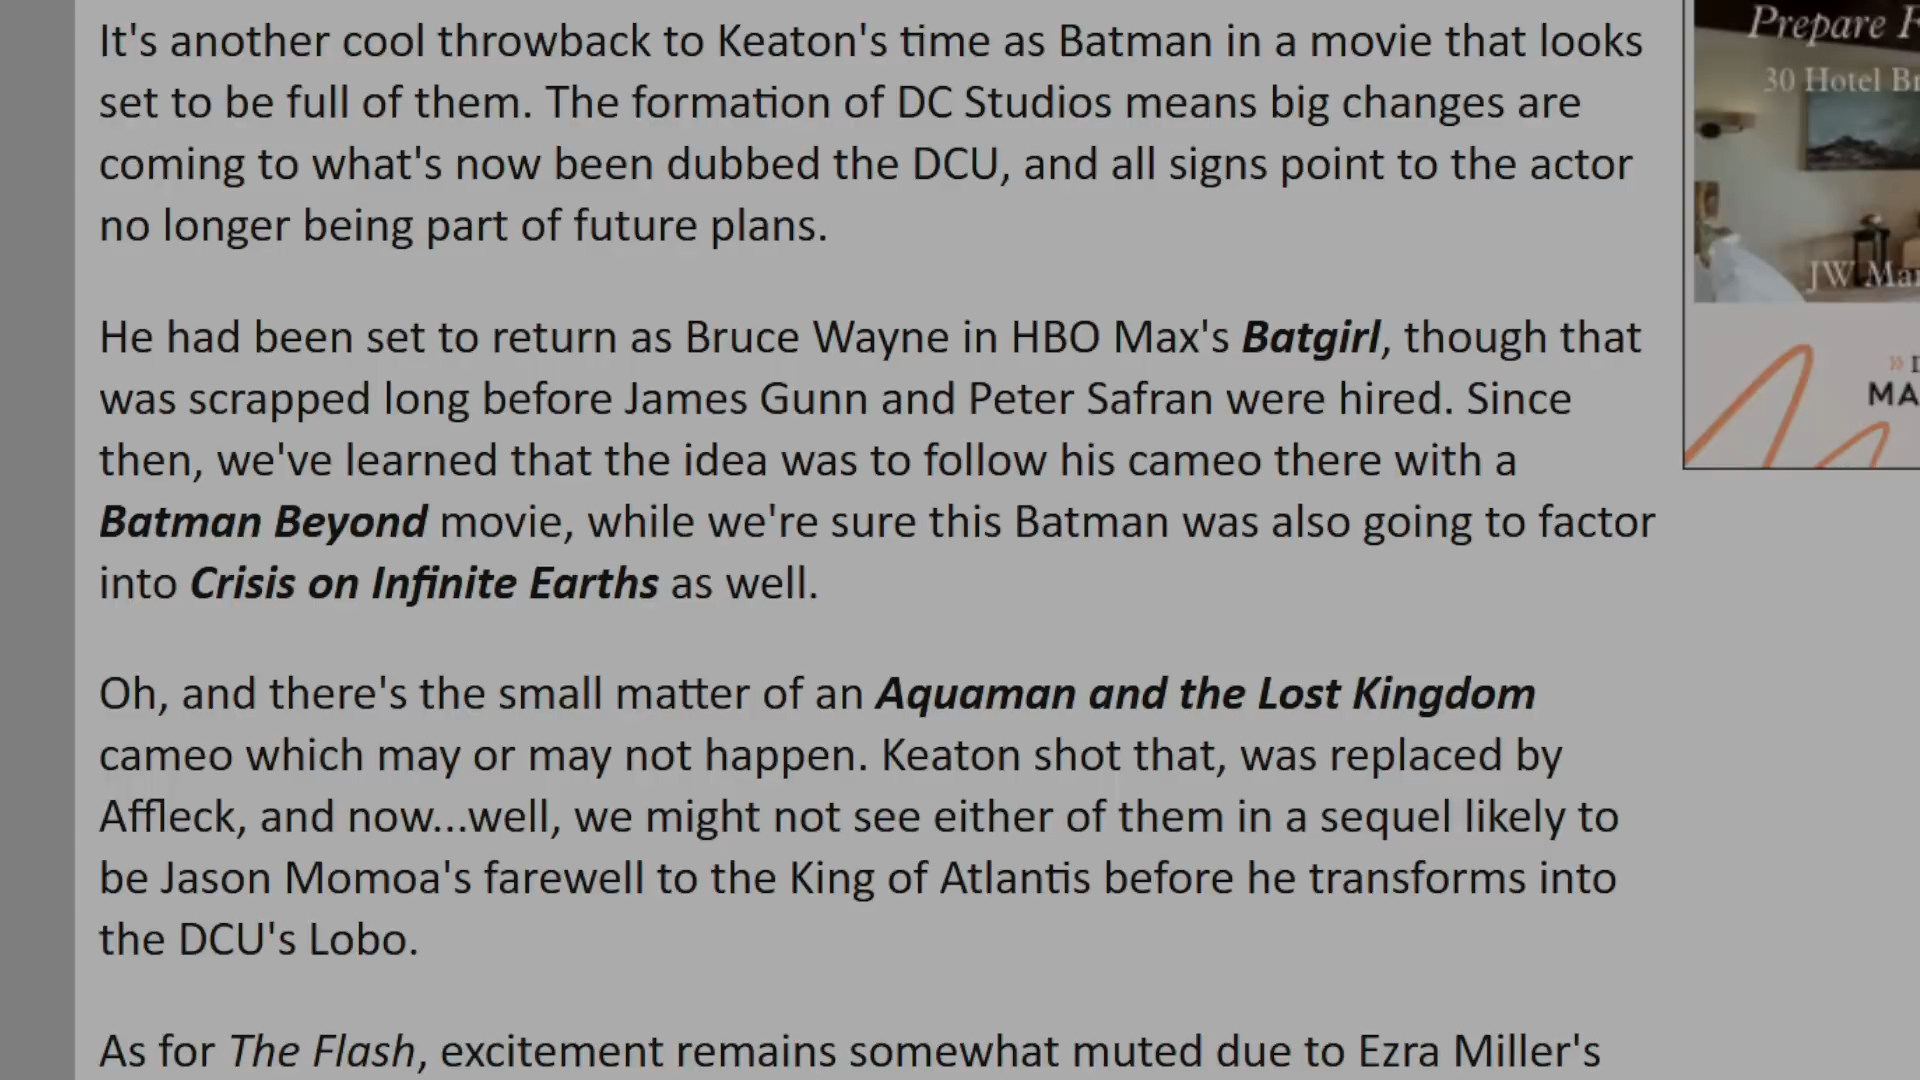 It's another cool throwback to Keaton's time as Batman in a movie that looks
set to be full of them. The formation of DC Studios means big changes are
coming to what's now been dubbed the DCU, and all signs point to the actor
no longer being part of future plans.
He had been set to return as Bruce Wayne in HBO Max's Batgirl, though that
was scrapped long before James Gunn and Peter Safran were hired. Since
then, we've learned that the idea was to follow his cameo there with a
Batman Beyond movie, while we're sure this Batman was also going to factor
into Crisis on Infinite Earths as well.
Oh, and there's the small matter of an Aquaman and the Lost Kingdom
cameo which may or may not happen. Keaton shot that, was replaced by
Affleck, and now...well, we might not see either of them in a sequel likely to
be Jason Momoa's farewell to the King of Atlantis before he transforms into
the DCU's Lobo.
As for The Flash, excitement remains somewhat muted due to Ezra Miller's
Prepare
30 Hotel
JW